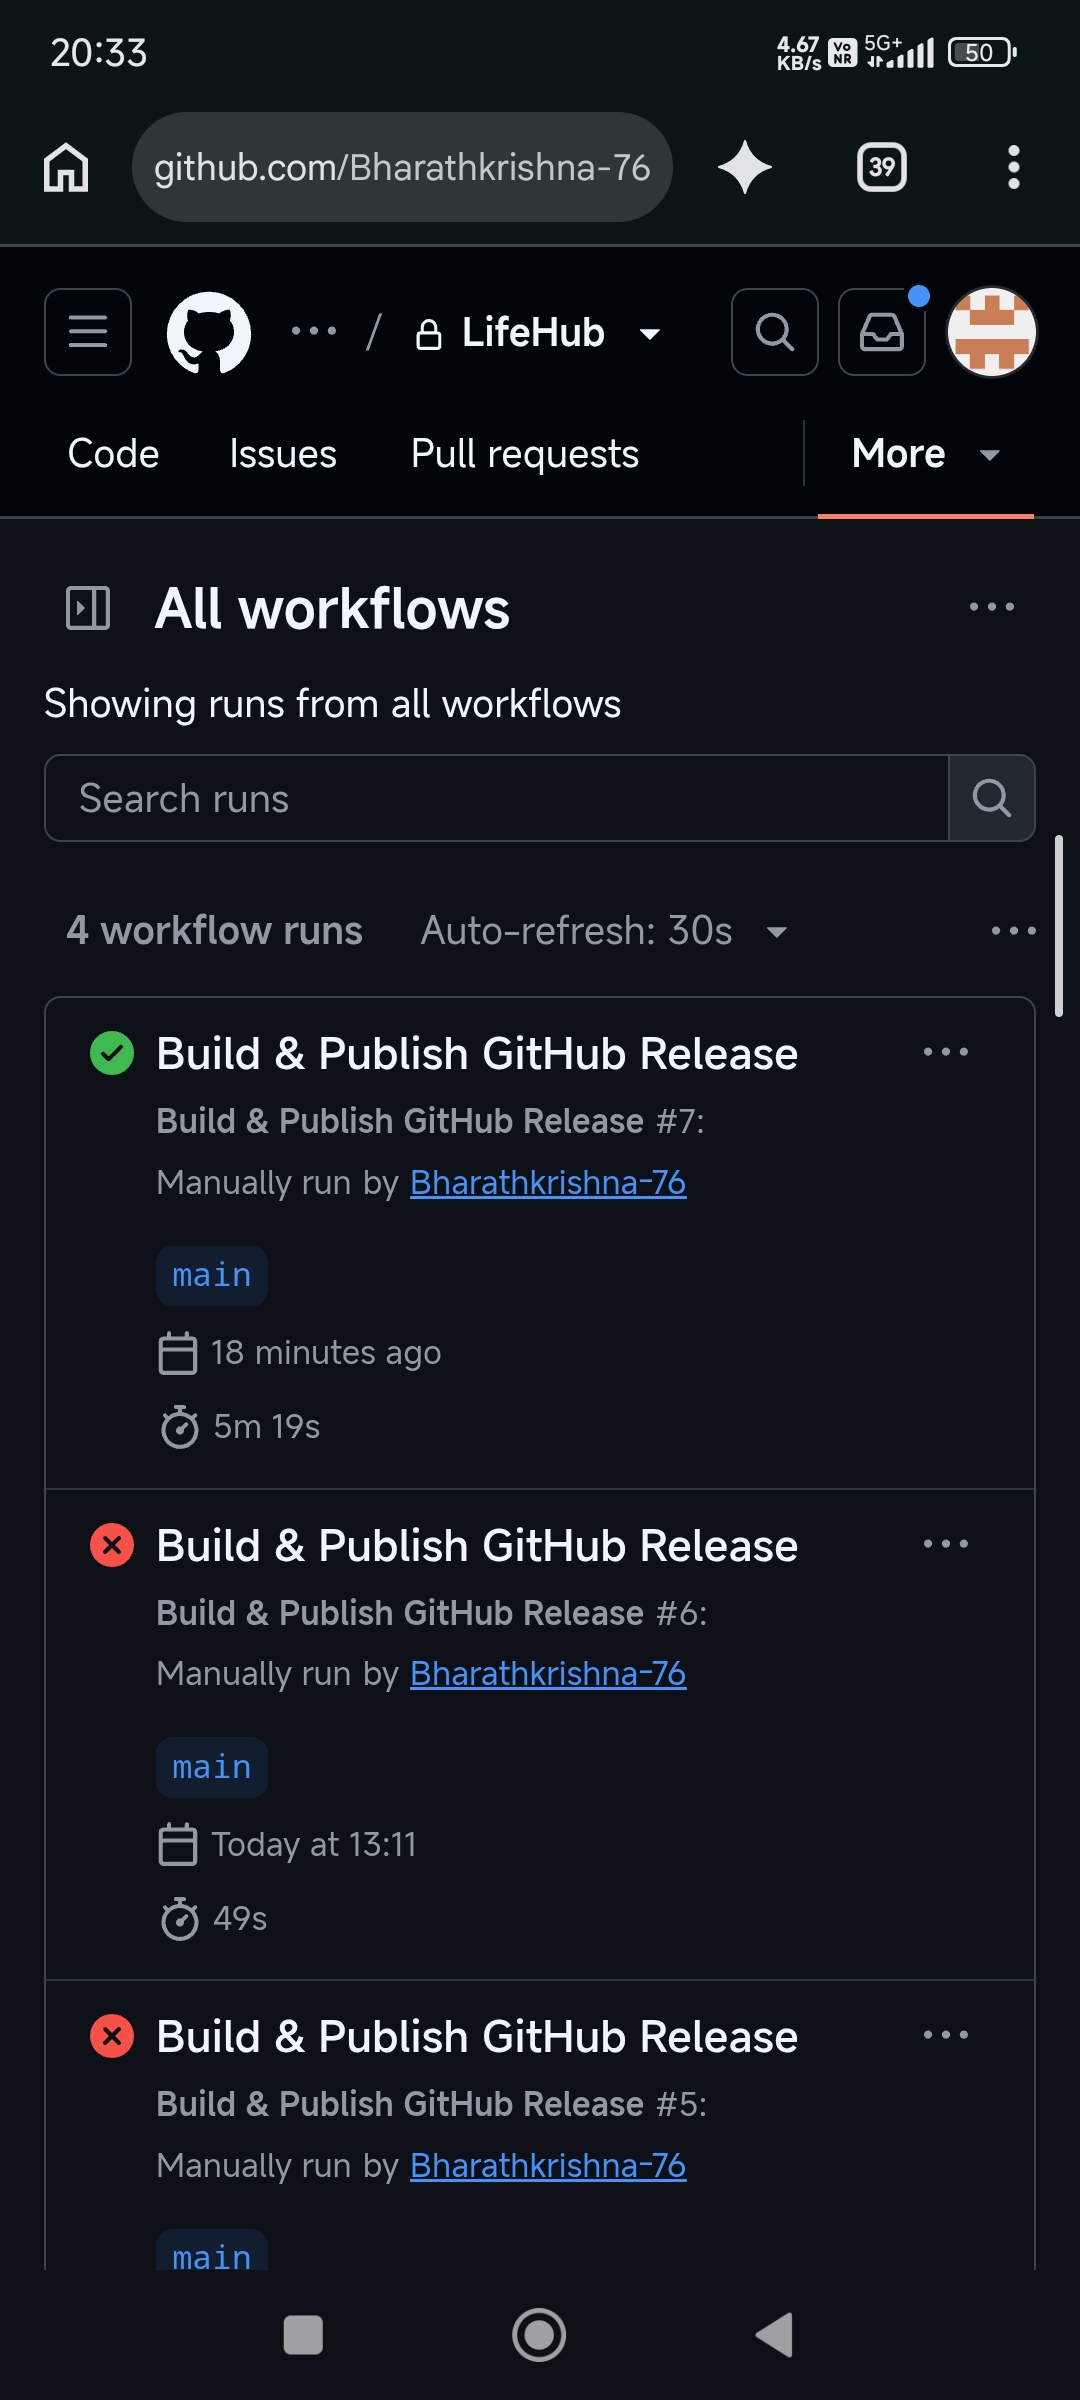 20:33
4.67 KB/s
Vo NR
5G+
50
github.com/Bharathkrishna-76
39
/ LifeHub
Code Issues Pull requests More
All workflows
Showing runs from all workflows
Search runs
4 workflow runs Auto-refresh: 30s
Build & Publish GitHub Release
Build & Publish GitHub Release #7:
Manually run by Bharathkrishna-76
main
18 minutes ago
5m 19s
Build & Publish GitHub Release
Build & Publish GitHub Release #6:
Manually run by Bharathkrishna-76
main
Today at 13:11
49s
Build & Publish GitHub Release
Build & Publish GitHub Release #5:
Manually run by Bharathkrishna-76
main